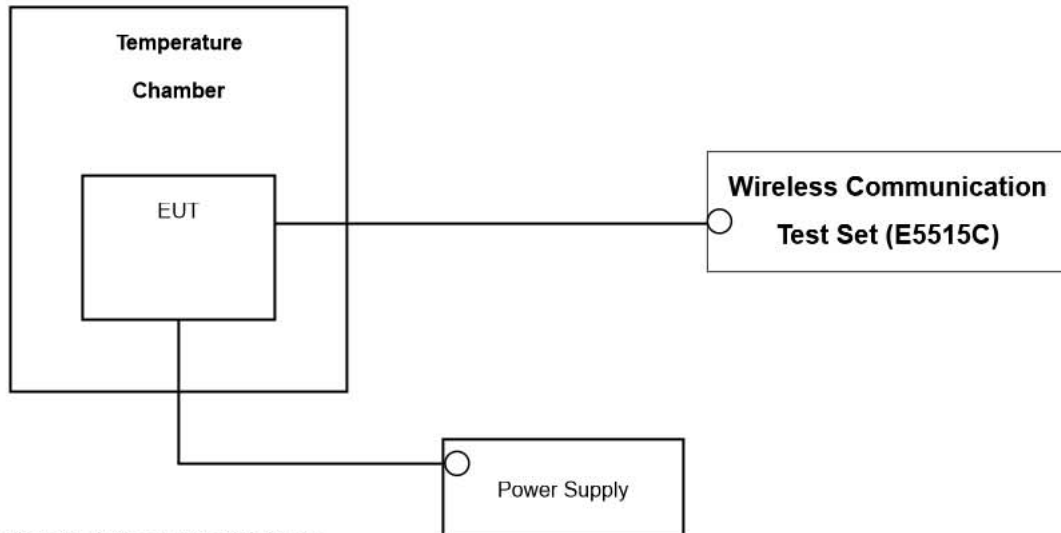 Temperature
Chamber
EUT
Wireless Communication
Test Set (E5515C)
Power Supply